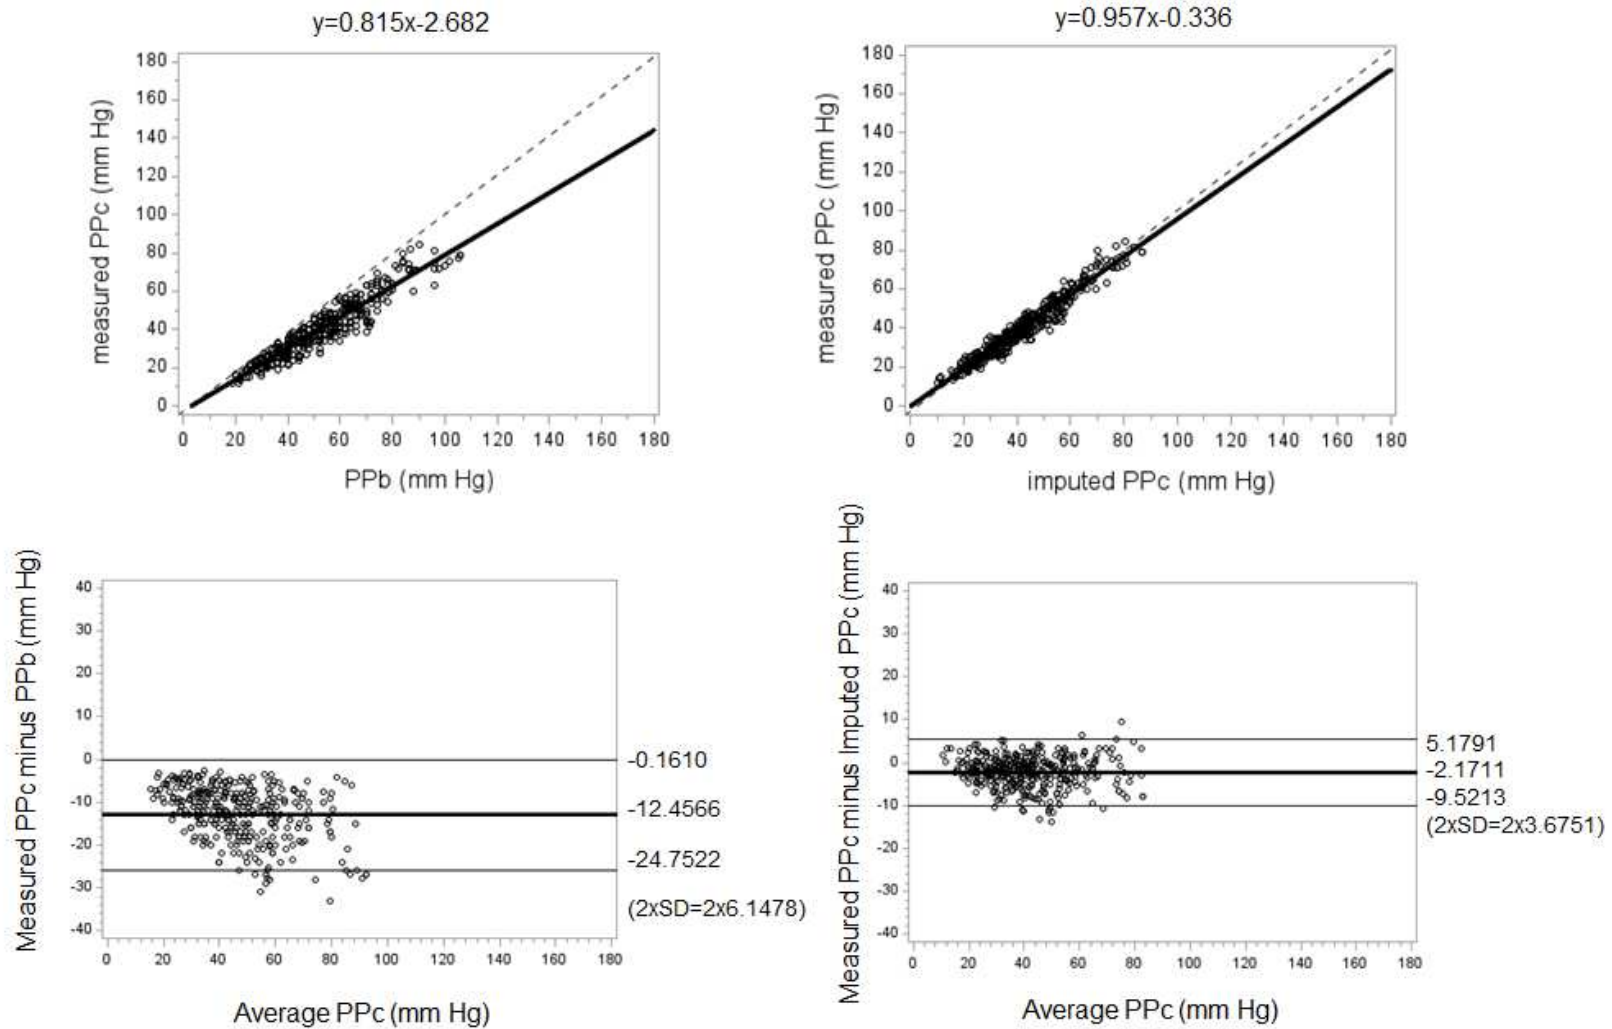 y=0.815x-2.682
measured PPc (mm Hg)
180
160
140
120
100
80
60
40
20
0
0 20 40 60 80 100 120 140 160 180
PPb (mm Hg)
y=0.957x-0.336
measured PPc (mm Hg)
180
160
140
120
100
80
60
40
20
0
0 20 40 60 80 100 120 140 160 180
imputed PPc (mm Hg)
Measured PPc minus PPb (mm Hg)
40
30
20
10
0
-10
-20
-30
-40
0 20 40 60 80 100 120 140 160 180
-0.1610
-12.4566
-24.7522
(2xSD=2x6.1478)
Average PPc (mm Hg)
Measured PPc minus Imputed PPc (mm Hg)
40
30
20
10
0
-10
-20
-30
-40
0 20 40 60 80 100 120 140 160 180
5.1791
-2.1711
-9.5213
(2xSD=2x3.6751)
Average PPc (mm Hg)